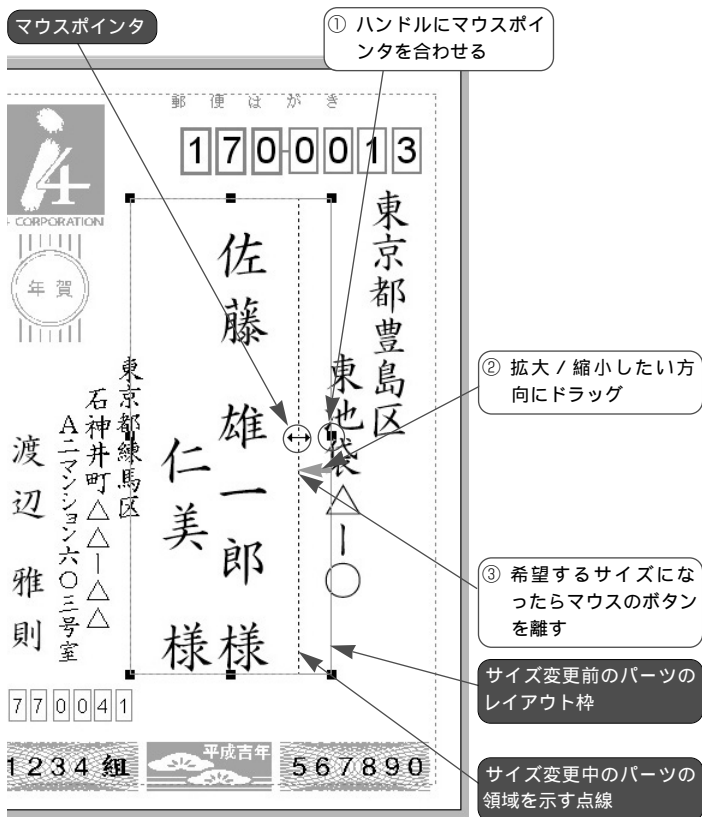 マウスポインタ
① ハンドルにマウスポイ
ンタを合わせる
郵便はがき
170-0013
東京都豊島区
東池袋△ー○
佐藤 雄一郎 様
仁美 様
4
CORPORATION
年賀
東京都練馬区
石神井町△△ー△△
Aニマンション六〇三号室
渡辺 雅則
770041
1234組
平成吉年
567890
② 拡大 / 縮小したい方
向にドラッグ
③ 希望するサイズにな
ったらマウスのボタン
を離す
サイズ変更前のパーツの
レイアウト枠
サイズ変更中のパーツの
領域を示す点線